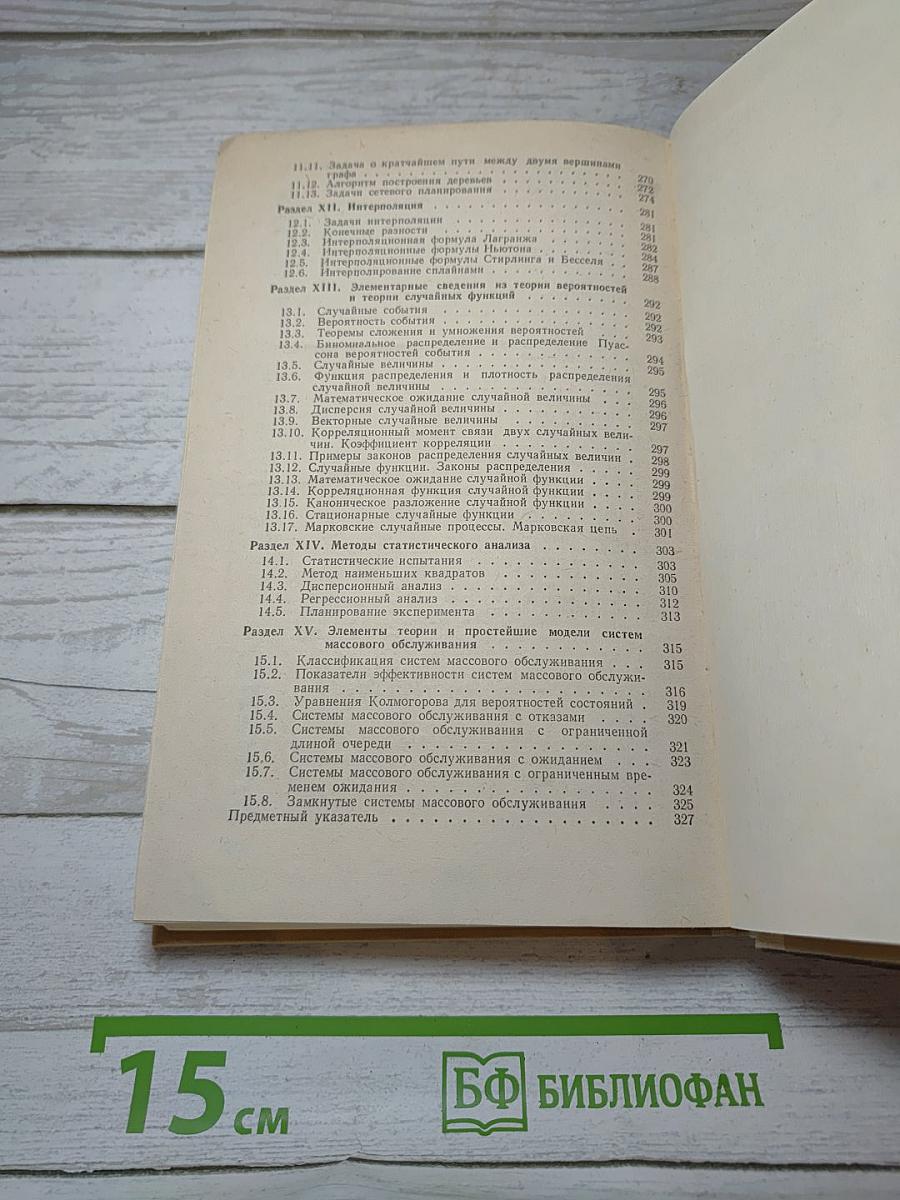 11.11. Задача о кратчайшем пути между двумя вершинами
графа . . . . . . . . . . . . . . . . . . . . 270
11.12. Алгоритм построения деревьев . . . . . . . . . . 272
11.13. Задачи сетевого планирования . . . . . . . . . . 274
Раздел XII. Интерполяция . . . . . . . . . . . . . . . 281
12.1. Задачи интерполяции . . . . . . . . . . . . . . 281
12.2. Конечные разности . . . . . . . . . . . . . . . 281
12.3. Интерполяционная формула Лагранжа . . . . . . . 282
12.4. Интерполяционные формулы Ньютона . . . . . . . 284
12.5. Интерполяционные формулы Стирлинга и Бесселя . . 287
12.6. Интерполирование сплайнами . . . . . . . . . . . 288
Раздел XIII. Элементарные сведения из теории вероятностей
и теории случайных функций . . . . . . . . 292
13.1. Случайные события . . . . . . . . . . . . . . . 292
13.2. Вероятность события . . . . . . . . . . . . . . 292
13.3. Теоремы сложения и умножения вероятностей . . . . 293
13.4. Биномиальное распределение и распределение Пуас-
сона вероятностей события . . . . . . . . . . . . 294
13.5. Случайные величины . . . . . . . . . . . . . . . 295
13.6. Функция распределения и плотность распределения
случайной величины . . . . . . . . . . . . . . . 295
13.7. Математическое ожидание случайной величины . . . 296
13.8. Дисперсия случайной величины . . . . . . . . . . 296
13.9. Векторные случайные величины . . . . . . . . . . 297
13.10. Корреляционный момент связи двух случайных вели-
чин. Коэффициент корреляции . . . . . . . . . . 297
13.11. Примеры законов распределения случайных величин . 298
13.12. Случайные функции. Законы распределения . . . . . 299
13.13. Математическое ожидание случайной функции . . . . 299
13.14. Корреляционная функция случайной функции . . . . 299
13.15. Каноническое разложение случайной функции . . . . 300
13.16. Стационарные случайные функции . . . . . . . . . 300
13.17. Марковские случайные процессы. Марковская цепь . 301
Раздел XIV. Методы статистического анализа . . . . . . . 303
14.1. Статистические испытания . . . . . . . . . . . . 303
14.2. Метод наименьших квадратов . . . . . . . . . . . 305
14.3. Дисперсионный анализ . . . . . . . . . . . . . . 310
14.4. Регрессионный анализ . . . . . . . . . . . . . . 312
14.5. Планирование эксперимента . . . . . . . . . . . . 313
Раздел XV. Элементы теории и простейшие модели систем
массового обслуживания . . . . . . . . . . . 315
15.1. Классификация систем массового обслуживания . . . 315
15.2. Показатели эффективности систем массового обслужи-
вания . . . . . . . . . . . . . . . . . . . . . . 316
15.3. Уравнения Колмогорова для вероятностей состояний . 319
15.4. Системы массового обслуживания с отказами . . . . 320
15.5. Системы массового обслуживания с ограниченной
длиной очереди . . . . . . . . . . . . . . . . . 321
15.6. Системы массового обслуживания с ожиданием . . . 323
15.7. Системы массового обслуживания с ограниченным вре-
менем ожидания . . . . . . . . . . . . . . . . . 324
15.8. Замкнутые системы массового обслуживания . . . . 325
Предметный указатель . . . . . . . . . . . . . . . . . 327
15 см
БФ БИБЛИОФАН